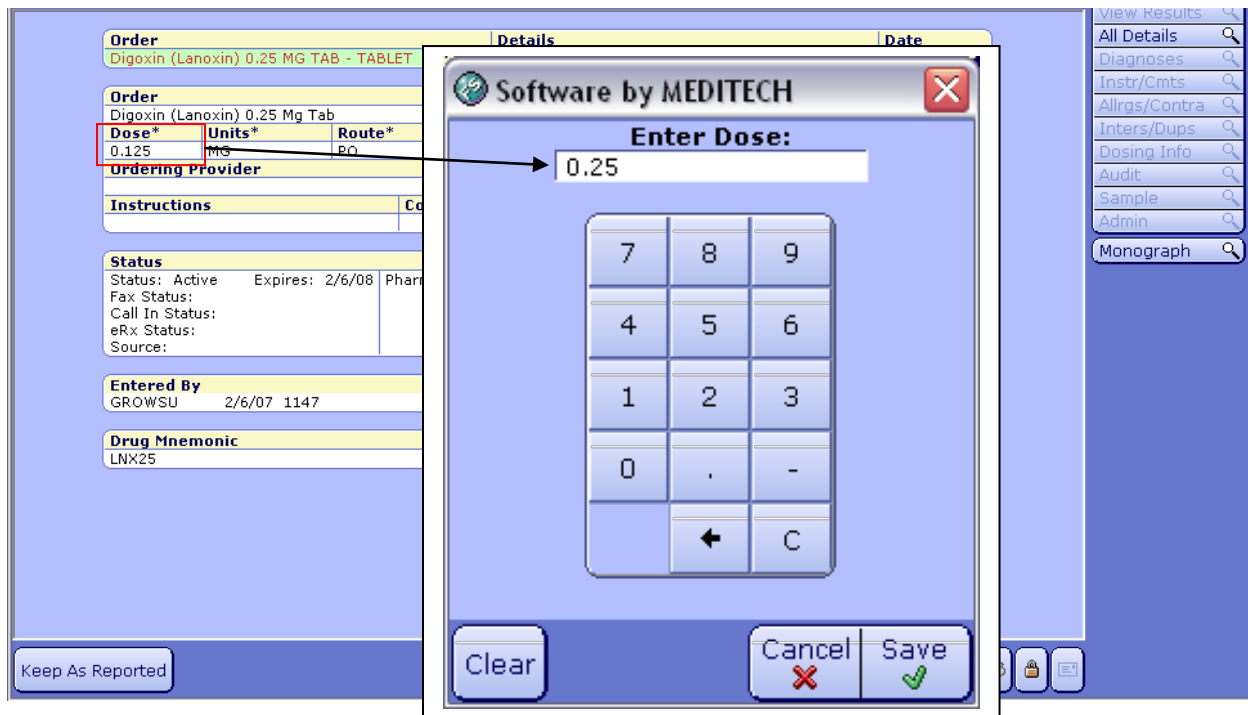 Order Details Date
Digoxin (Lanoxin) 0.25 MG TAB - TABLET
Order
Digoxin (Lanoxin) 0.25 Mg Tab
Dose* Units* Route*
0.125 MG PO
Ordering Provider
Instructions
Status
Status: Active Expires: 2/6/08
Fax Status:
Call In Status:
eRx Status:
Source:
Entered By
GROWSU 2/6/07 1147
Drug Mnemonic
LNX25
Keep As Reported
Software by MEDITECH
Enter Dose:
0.25
7 8 9
4 5 6
1 2 3
0 . -
C
Clear
Cancel Save
View Results
All Details
Diagnoses
Instr/Cmts
Allrgs/Contra
Inters/Dups
Dosing Info
Audit
Sample
Admin
Monograph